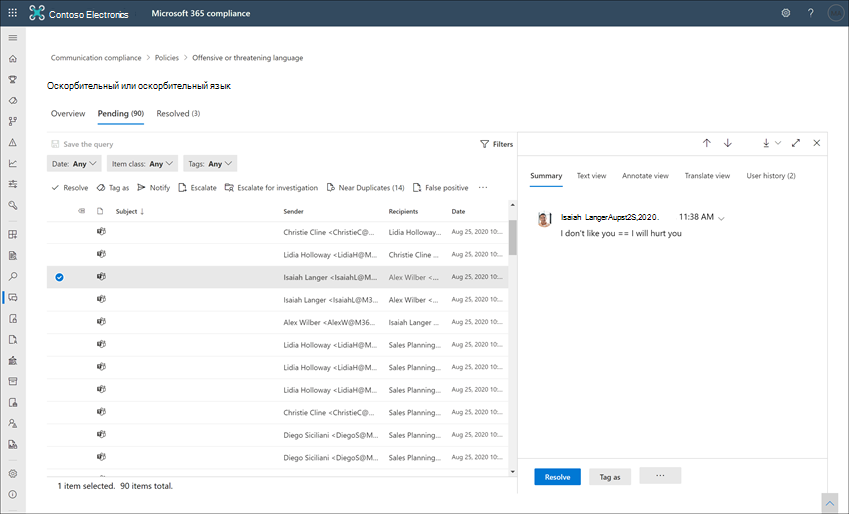 Contoso Electronics Microsoft 365 compliance ?
Communication compliance > Policies > Offensive or threatening language
Оскорбительный или оскорбительный язык
Overview Pending (90) Resolved (3)
Save the query Filters
Date: Any Item class: Any Tags: Any
Resolve Tag as Notify Escalate Escalate for investigation Near Duplicates (14) False positive ...
Subject ↓ Sender Recipients Date
Christie Cline <ChristieC@... Lidia Holloway... Aug 25, 2020 10:...
Lidia Holloway <LidiaH@M... Christie Cline ... Aug 25, 2020 10:...
Isaiah Langer <IsaiahL@M... Alex Wilber <... Aug 25, 2020 10:...
Isaiah Langer <IsaiahL@M3... Alex Wilber <... Aug 25, 2020 10:...
Alex Wilber <AlexW@M36... Isaiah Langer ... Aug 25, 2020 10:...
Lidia Holloway <LidiaH@M... Sales Planning... Aug 25, 2020 10:...
Lidia Holloway <LidiaH@M... Sales Planning... Aug 25, 2020 10:...
Lidia Holloway <LidiaH@M... Sales Planning... Aug 25, 2020 10:...
Christie Cline <ChristieC@... Sales Planning... Aug 25, 2020 10:...
Diego Siciliani <DiegoS@M... Sales Planning... Aug 25, 2020 10:...
Diego Siciliani <DiegoS@M... Sales Planning... Aug 25, 2020 10:...
1 item selected. 90 items total.
Summary Text view Annotate view Translate view User history (2)
Isaiah LangerAupst2S,2020. 11:38 AM
I don't like you == I will hurt you
Resolve Tag as ...